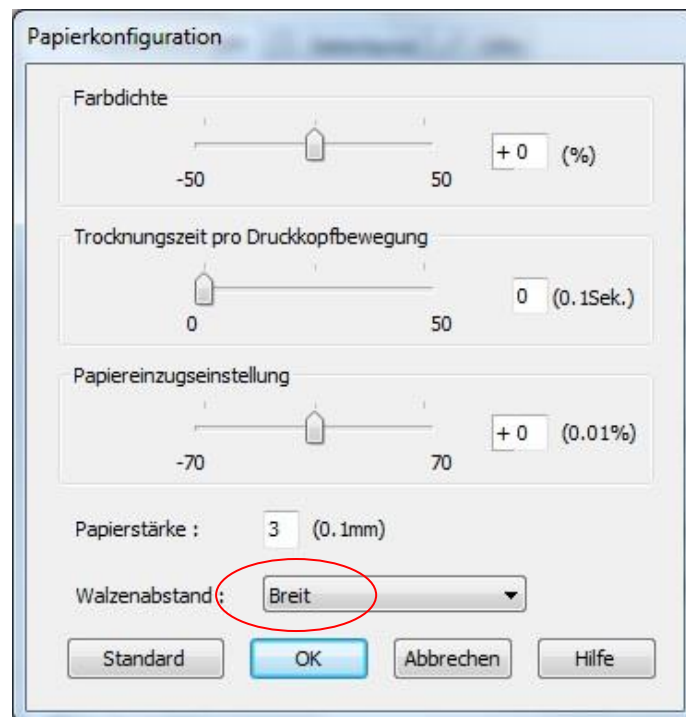 Papierkonfiguration
Farbdichte
+ 0 (%)
-50 50
Trocknungszeit pro Druckkopfbewegung
0 (0.1Sek.)
0 50
Papiereinzugseinstellung
+ 0 (0.01%)
-70 70
Papierstärke : 3 (0.1mm)
Walzenabstand : Breit
Standard OK Abbrechen Hilfe